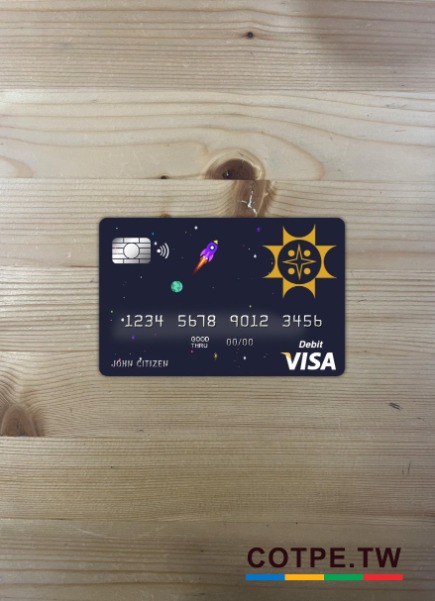 1234 5678 9012 3456
GOOD
THRU
00/00
Debit
JOHN CITIZEN
VISA
COTPE.TW